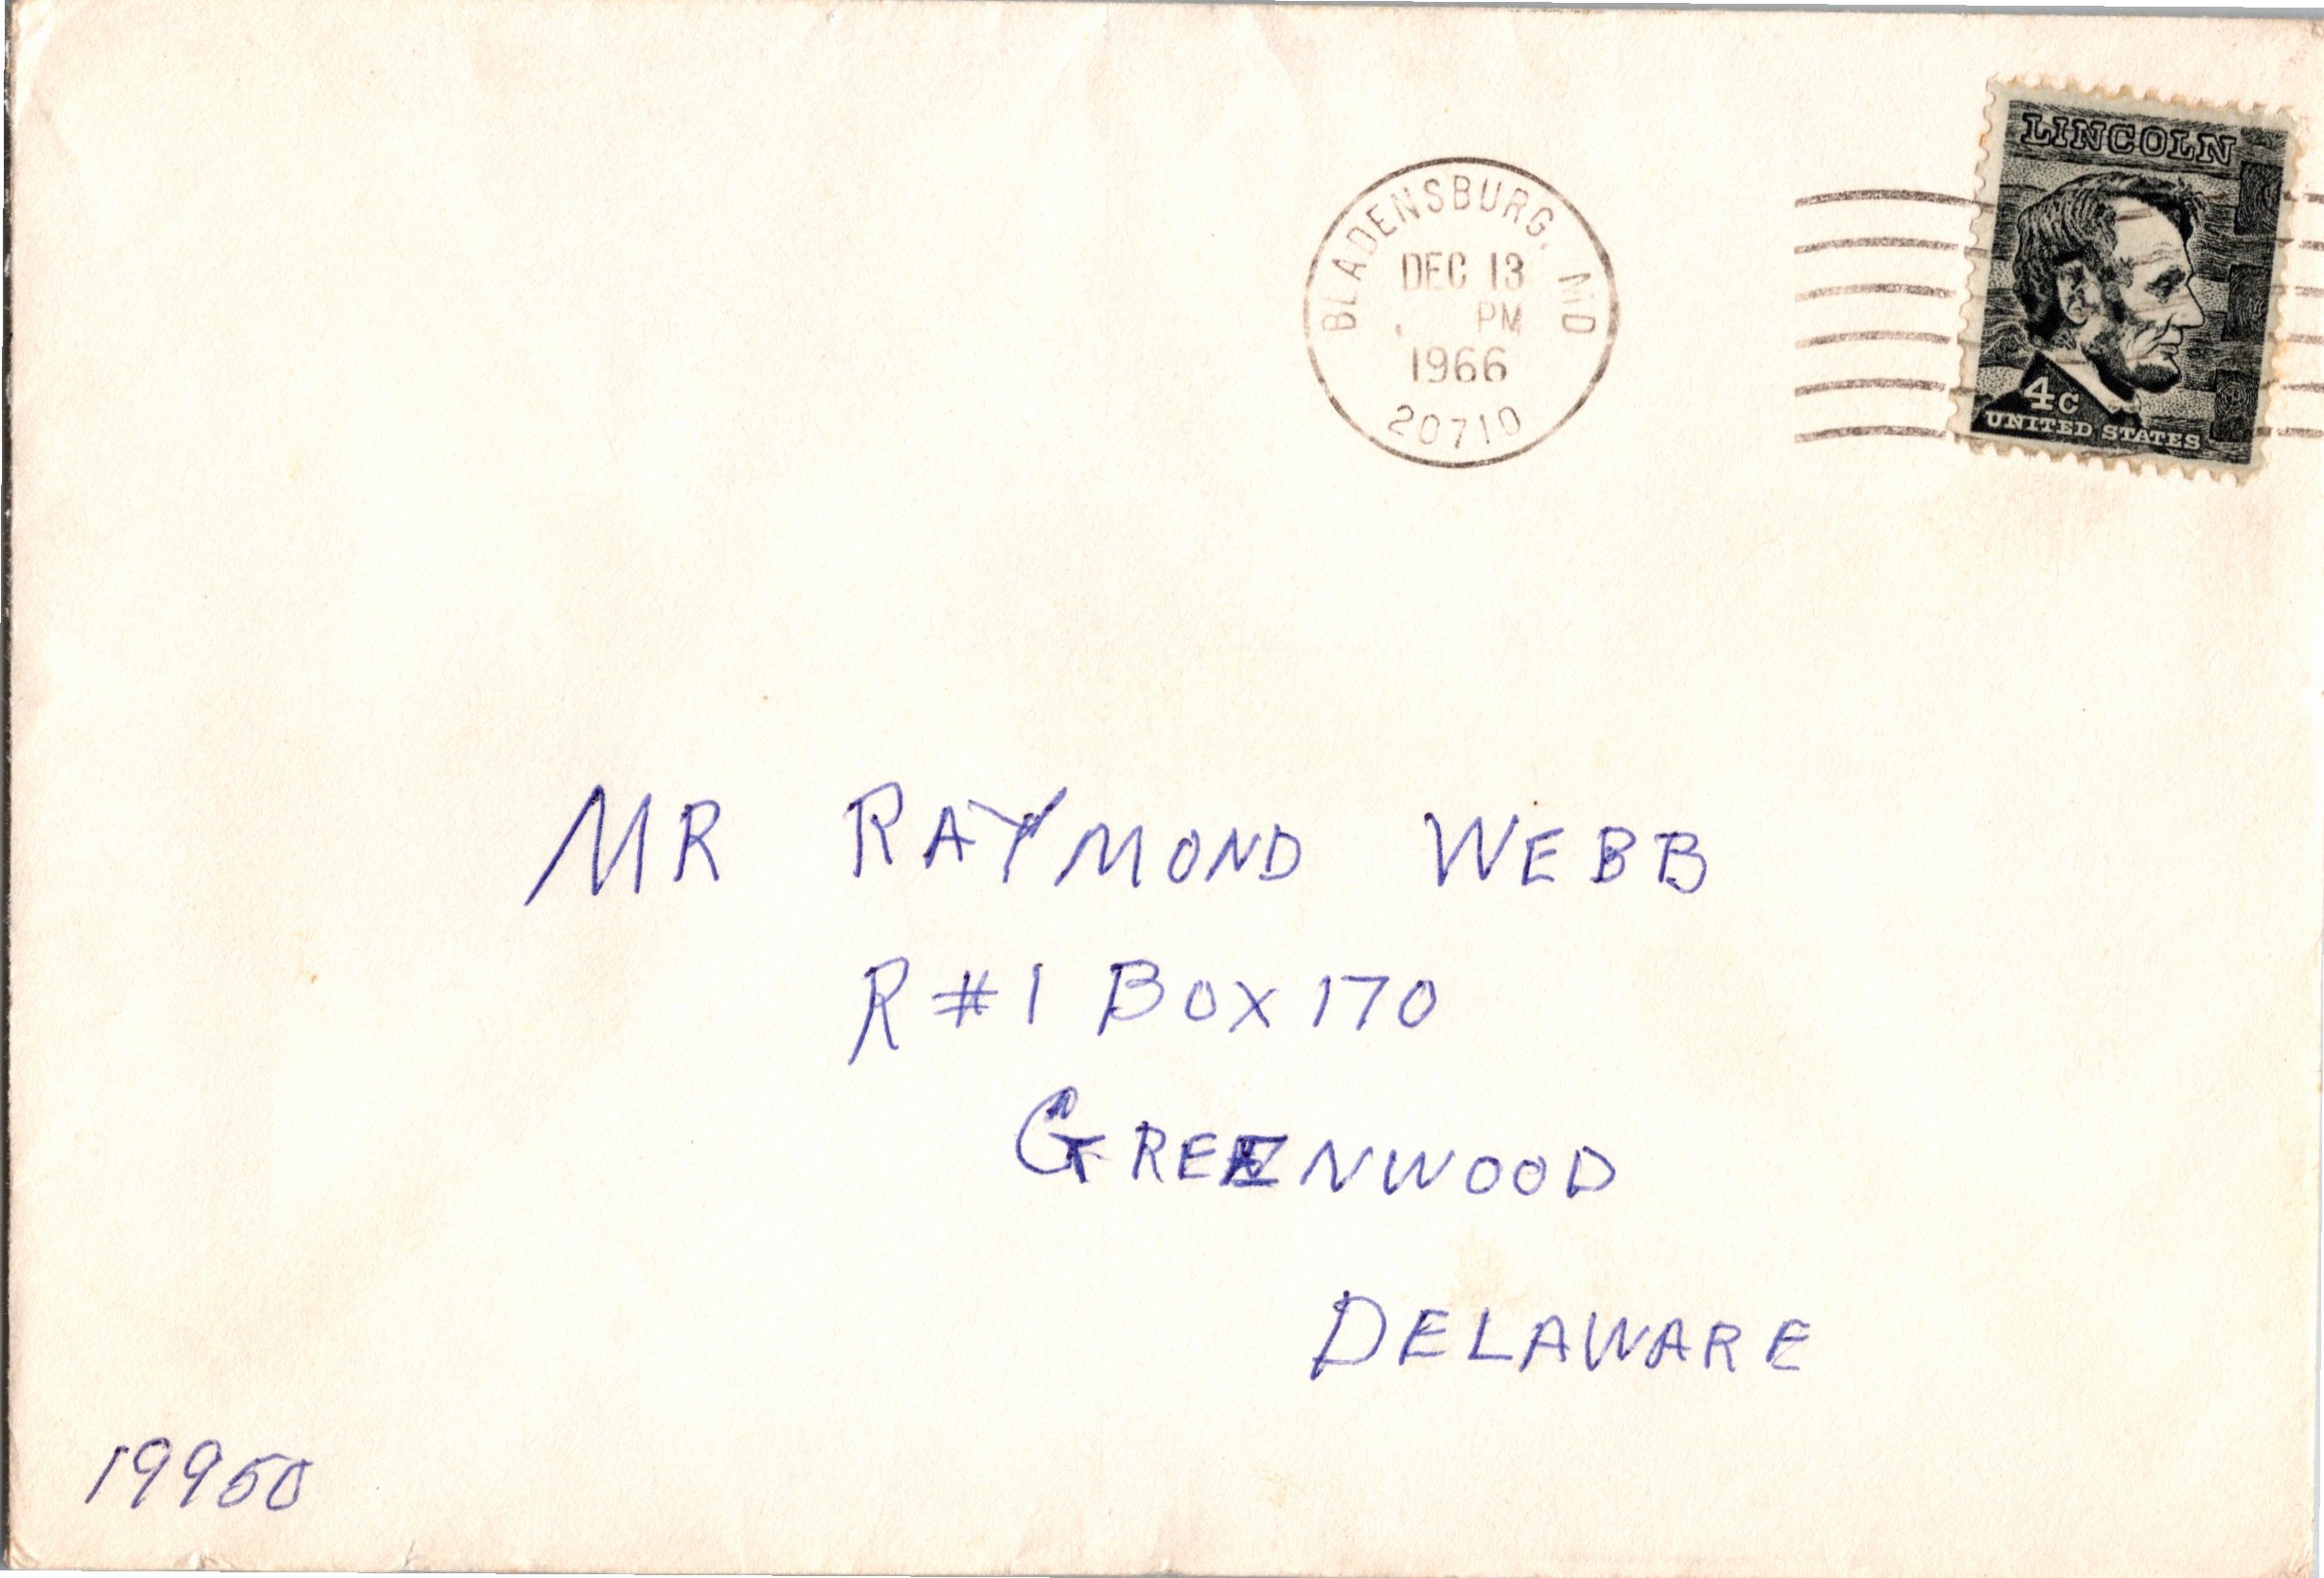 LINCOLN
4c
UNITED STATES
BLADENSBURG, MD
DEC 13
PM
1966
20710
MR RAYMOND WEBB
R #1 BOX 170
GREENWOOD
DELAWARE
19950